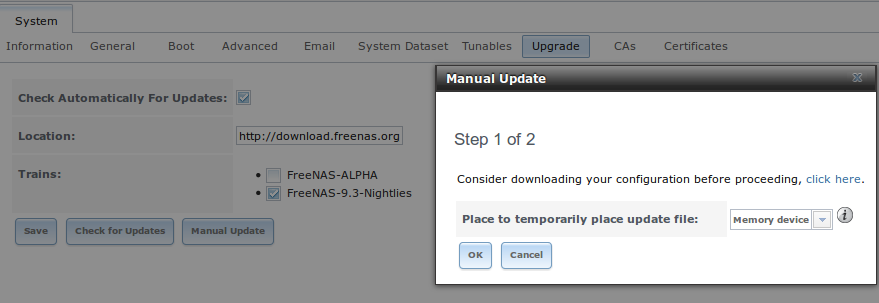 System
Information General Boot Advanced Email System Dataset Tunables Upgrade CAs Certificates
Check Automatically For Updates:
Location: http://download.freenas.org
Trains: FreeNAS-ALPHA
FreeNAS-9.3-Nightlies
Save Check for Updates Manual Update
Manual Update
Step 1 of 2
Consider downloading your configuration before proceeding, click here.
Place to temporarily place update file: Memory device
OK Cancel